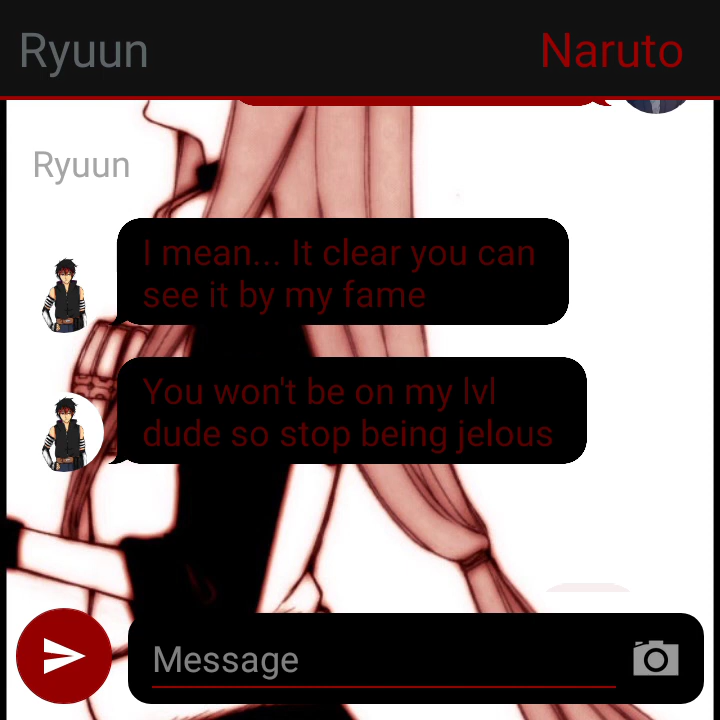 Ryuun Naruto
Ryuun
I mean... It clear you can
see it by my fame
You won't be on my lvl
dude so stop being jelous
Message